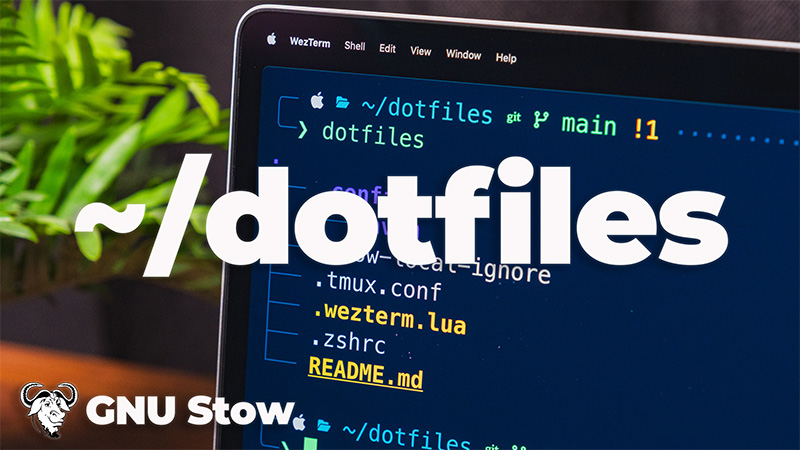 WezTerm Shell Edit View Window Help
~/dotfiles git main !1
❯ dotfiles
~/dotfiles
.tmux.conf
.wezterm.lua
.zshrc
README.md
GNU Stow
~/dotfiles